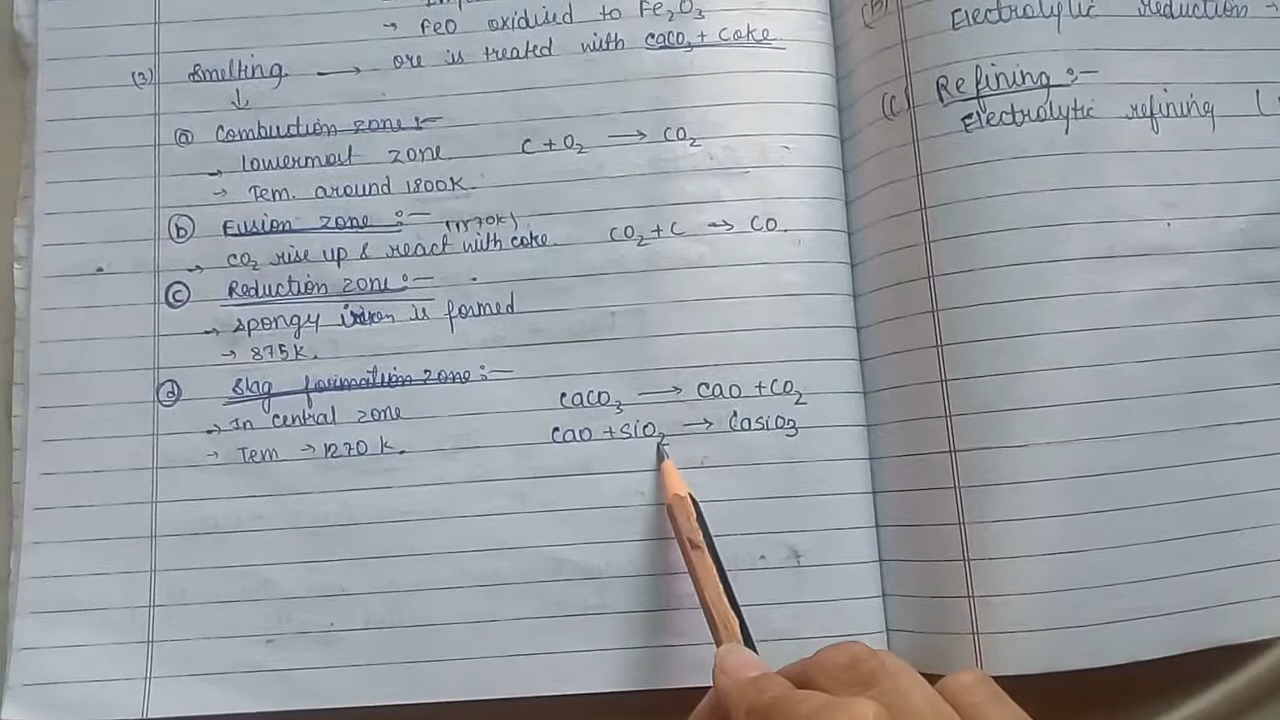 → FeO oxidised to Fe₂O₃
(3) Smelting → ore is treated with CaCO₃ + Coke
↓
(a) Combuction zone :-
→ lowermost zone C + O₂ → CO₂
→ Tem. around 1800K.
(b) Fusion zone :- (1570K)
→ CO₂ rise up & react with coke. CO₂ + C → CO.
(c) Reduction zone :-
→ Spongy is formed
→ 875K.
(d) Slag formation zone :-
→ In central zone CaCO₃ → CaO + CO₂
→ Tem → 1270 K. CaO + SiO₂ → CaSiO₃
Electrolytic reduction →
(C) Refining :-
Electrolytic refining (